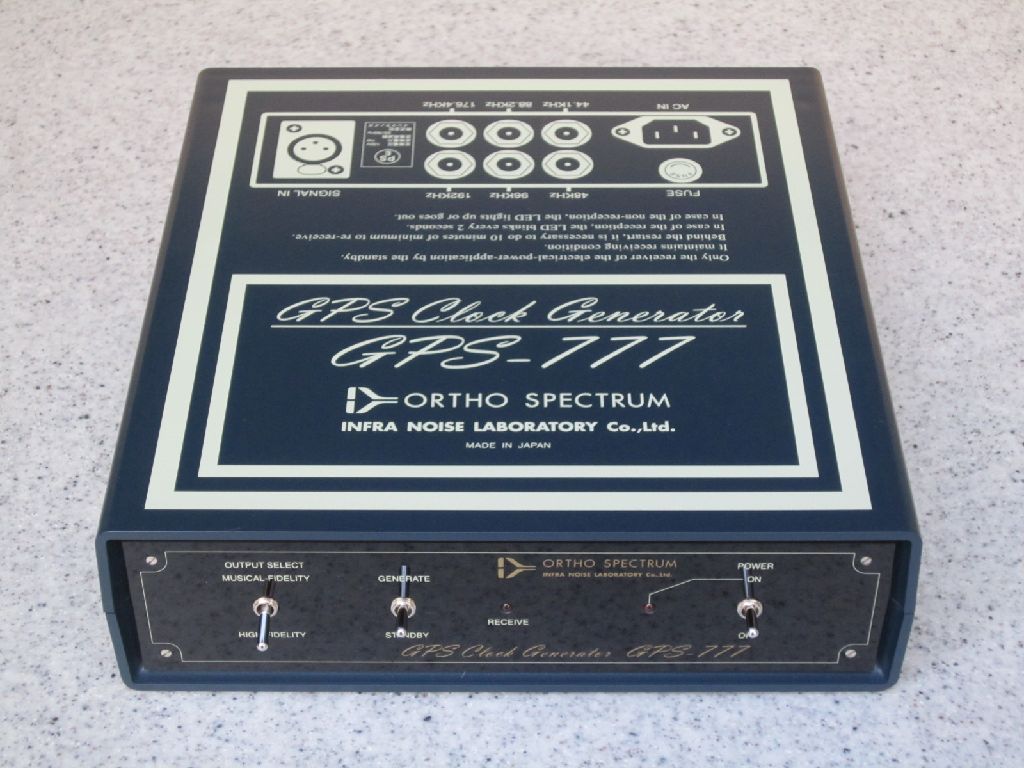 44.1KHz 88.2KHz 176.4KHz
AC IN
FUSE
48KHz 96KHz 192KHz
SIGNAL IN
Only the receiver of the electrical-power-application by the standby.
It maintains receiving condition.
Behind the restart, it is necessary to do 10 minutes of minimum to re-receive.
In case of the reception, the LED blinks every 2 seconds.
In case of the non-reception, the LED lights up or goes out.
GPS Clock Generator
GPS-777
ORTHO SPECTRUM
INFRA NOISE LABORATORY Co.,Ltd.
MADE IN JAPAN
OUTPUT SELECT
MUSICAL FIDELITY
HIGH FIDELITY
GENERATE
STANDBY
RECEIVE
ORTHO SPECTRUM
INFRA NOISE LABORATORY Co.,Ltd.
POWER
ON
GPS Clock Generator GPS-777